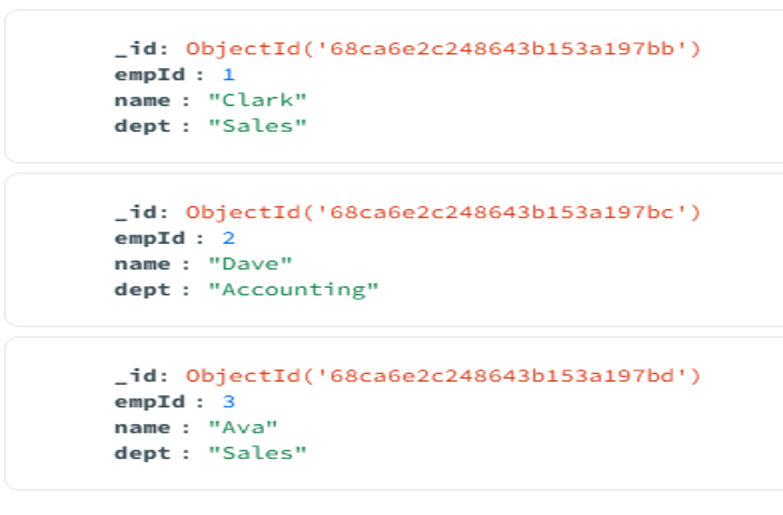 _id: ObjectId('68ca6e2c248643b153a197bb')
empId : 1
name : "Clark"
dept : "Sales"
_id: ObjectId('68ca6e2c248643b153a197bc')
empId : 2
name : "Dave"
dept : "Accounting"
_id: ObjectId('68ca6e2c248643b153a197bd')
empId : 3
name : "Ava"
dept : "Sales"